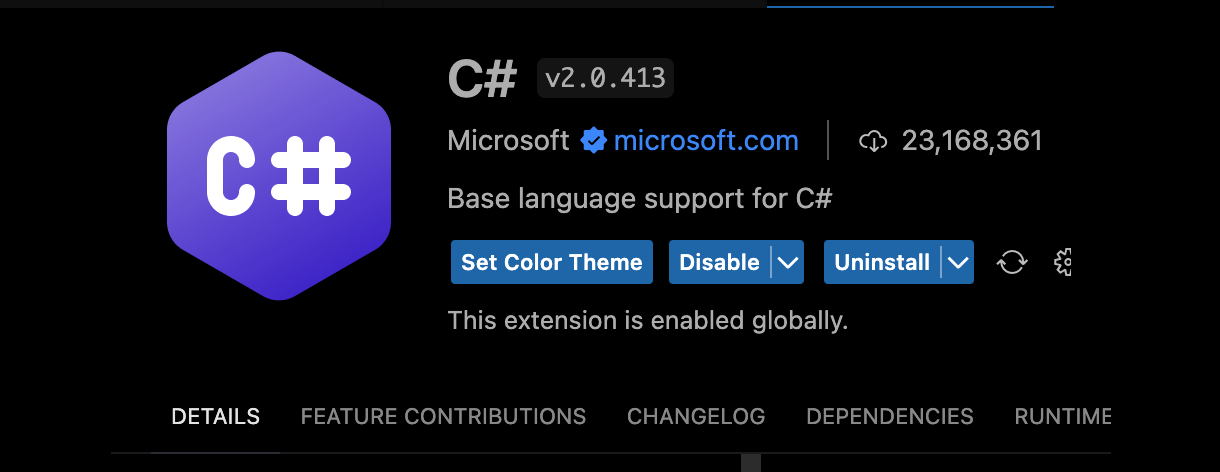 C#
C# v2.0.413
Microsoft microsoft.com 23,168,361
Base language support for C#
Set Color Theme Disable Uninstall
This extension is enabled globally.
DETAILS FEATURE CONTRIBUTIONS CHANGELOG DEPENDENCIES RUNTIME